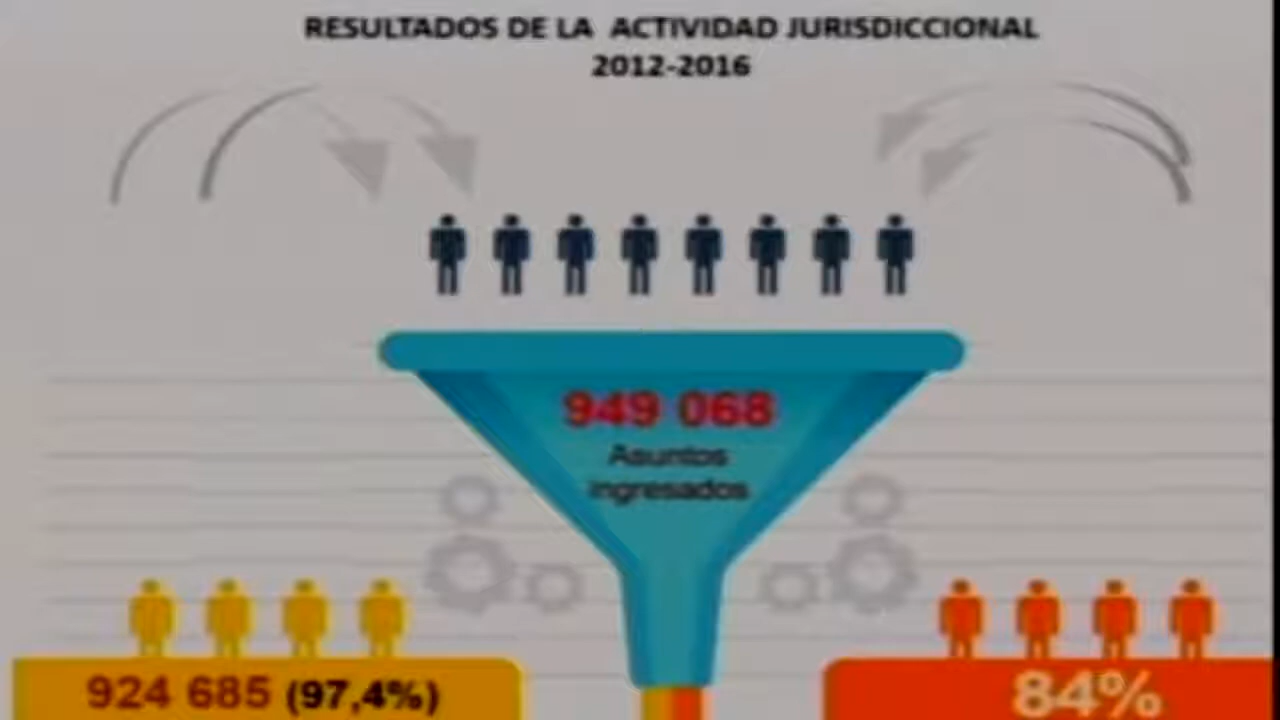 RESULTADOS DE LA ACTIVIDAD JURISDICCIONAL
2012-2016
949 068
Asuntos
Ingresados
924 685 (97,4%)
84%